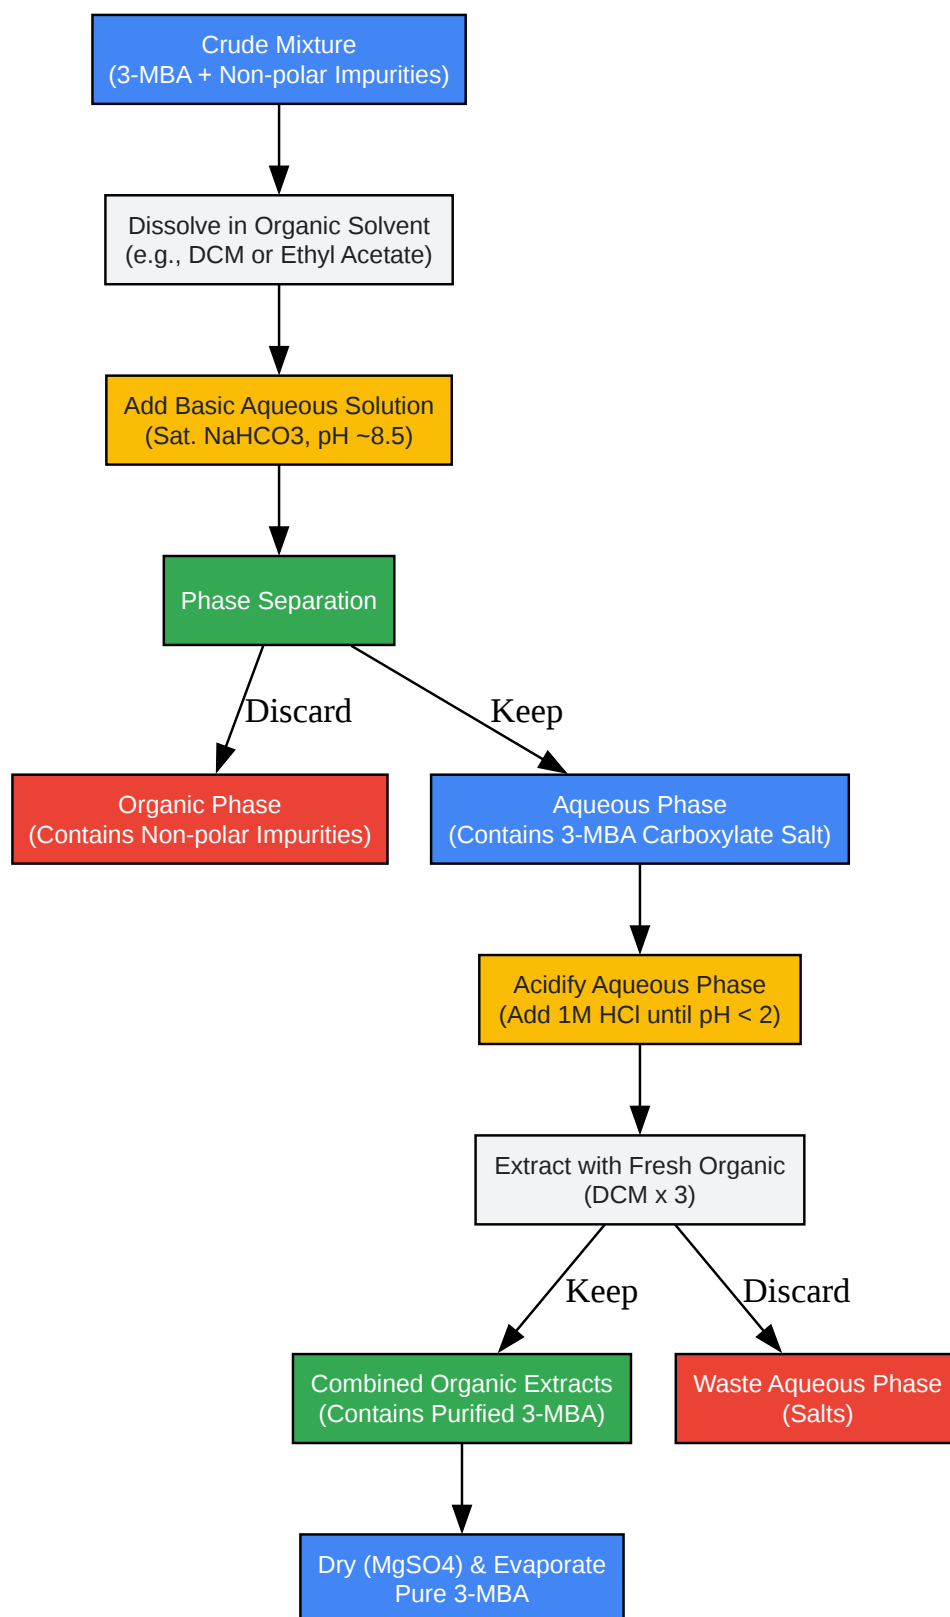 Crude Mixture
(3-MBA + Non-polar Impurities)
Dissolve in Organic Solvent
(e.g., DCM or Ethyl Acetate)
Add Basic Aqueous Solution
(Sat. NaHCO3, pH ~8.5)
Phase Separation
Discard
Keep
Organic Phase
(Contains Non-polar Impurities)
Aqueous Phase
(Contains 3-MBA Carboxylate Salt)
Acidify Aqueous Phase
(Add 1M HCl until pH < 2)
Extract with Fresh Organic
(DCM x 3)
Keep
Discard
Combined Organic Extracts
(Contains Purified 3-MBA)
Waste Aqueous Phase
(Salts)
Dry (MgSO4) & Evaporate
Pure 3-MBA